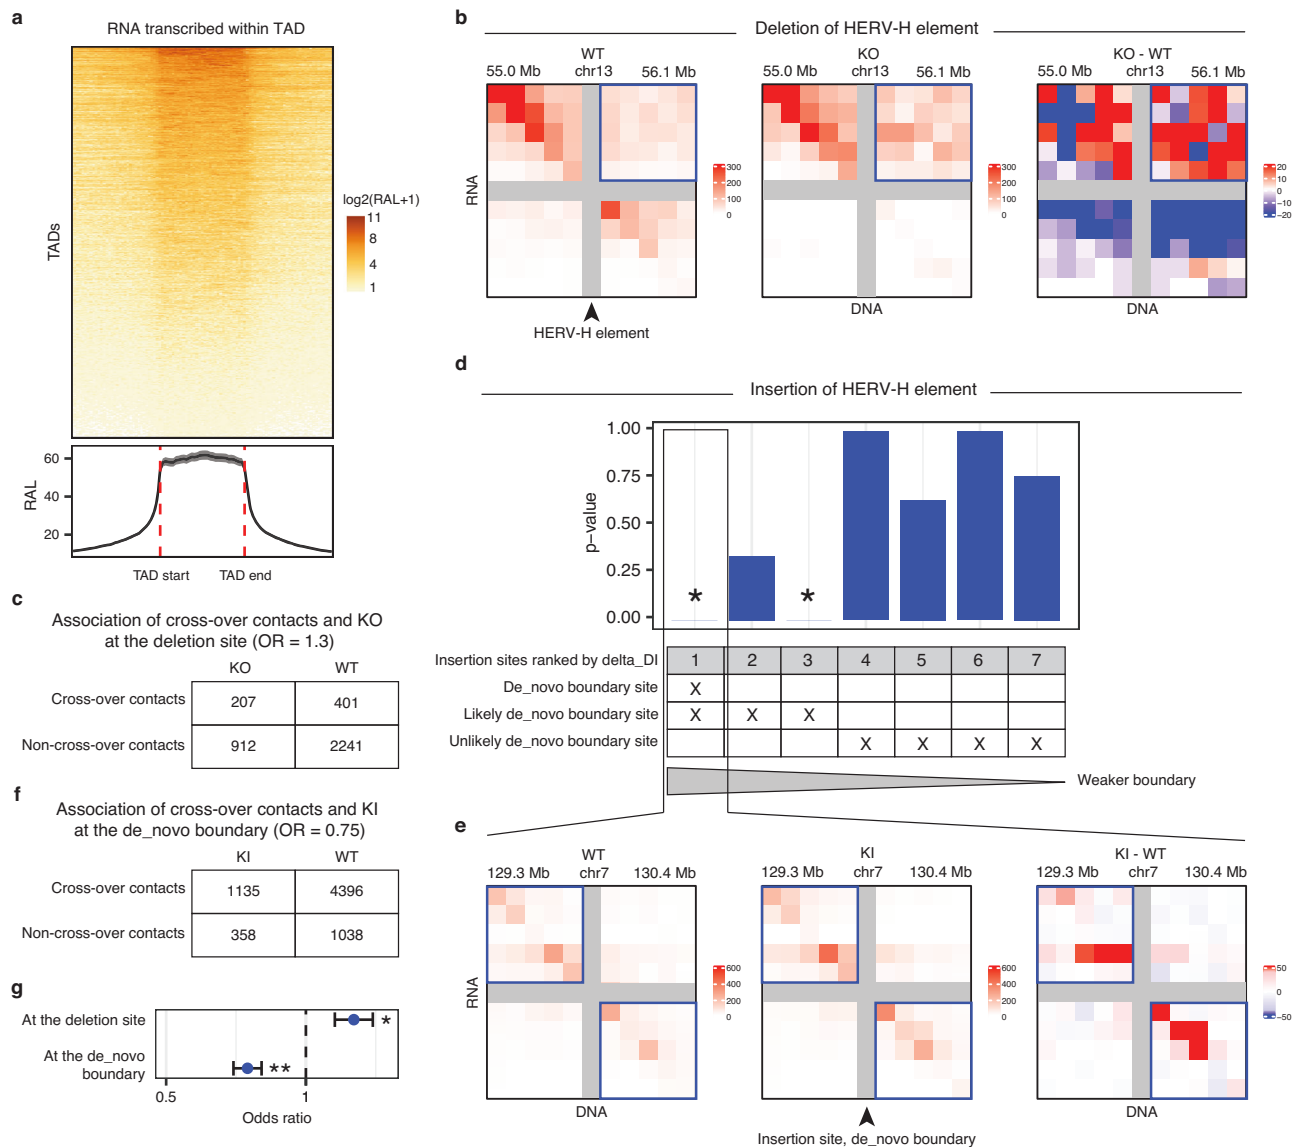 a
RNA transcribed within TAD
TADs
log2(RAL+1)
11
8
4
1
RAL
60
40
20
TAD start
TAD end
b
Deletion of HERV-H element
WT
55.0 Mb
chr13
56.1 Mb
KO
55.0 Mb
chr13
56.1 Mb
KO - WT
55.0 Mb
chr13
56.1 Mb
RNA
300
200
100
0
300
200
100
0
20
10
0
−10
−20
DNA
DNA
HERV-H element
c
Association of cross-over contacts and KO
at the deletion site (OR = 1.3)
KO
WT
Cross-over contacts
207
401
Non-cross-over contacts
912
2241
d
Insertion of HERV-H element
p−value
1.00
0.75
0.50
0.25
0.00
*
*
Insertion sites ranked by delta_DI
1
2
3
4
5
6
7
De_novo boundary site
X
Likely de_novo boundary site
X
X
X
Unlikely de_novo boundary site
X
X
X
X
Weaker boundary
e
WT
129.3 Mb
chr7
130.4 Mb
KI
129.3 Mb
chr7
130.4 Mb
KI - WT
129.3 Mb
chr7
130.4 Mb
RNA
600
400
200
0
600
400
200
0
50
0
−50
DNA
DNA
Insertion site, de_novo boundary
f
Association of cross-over contacts and KI
at the de_novo boundary (OR = 0.75)
KI
WT
Cross-over contacts
1135
4396
Non-cross-over contacts
358
1038
g
At the deletion site
*
At the de_novo
boundary
**
0.5
1
Odds ratio